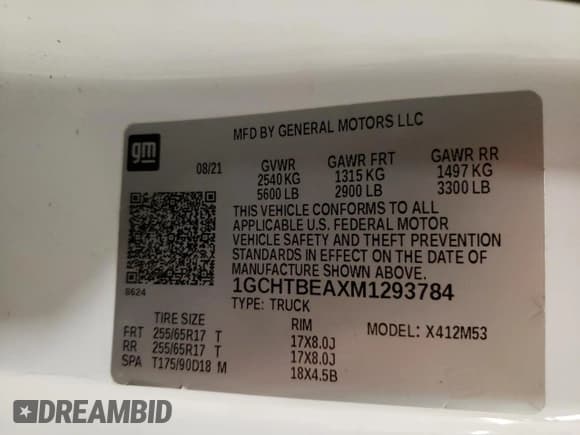 gm
MFD BY GENERAL MOTORS LLC
08/21
GVWR GAWR FRT GAWR RR
2540 KG 1315 KG 1497 KG
5600 LB 2900 LB 3300 LB
THIS VEHICLE CONFORMS TO ALL
APPLICABLE U.S. FEDERAL MOTOR
VEHICLE SAFETY AND THEFT PREVENTION
STANDARDS IN EFFECT ON THE DATE OF
MANUFACTURE SHOWN ABOVE.
8624
1GCHTBEAXM1293784
TYPE: TRUCK
TIRE SIZE RIM MODEL: X412M53
FRT 255/65R17 T 17X8.0J
RR 255/65R17 T 17X8.0J
SPA T175/90D18 M 18X4.5B
DREAMBID